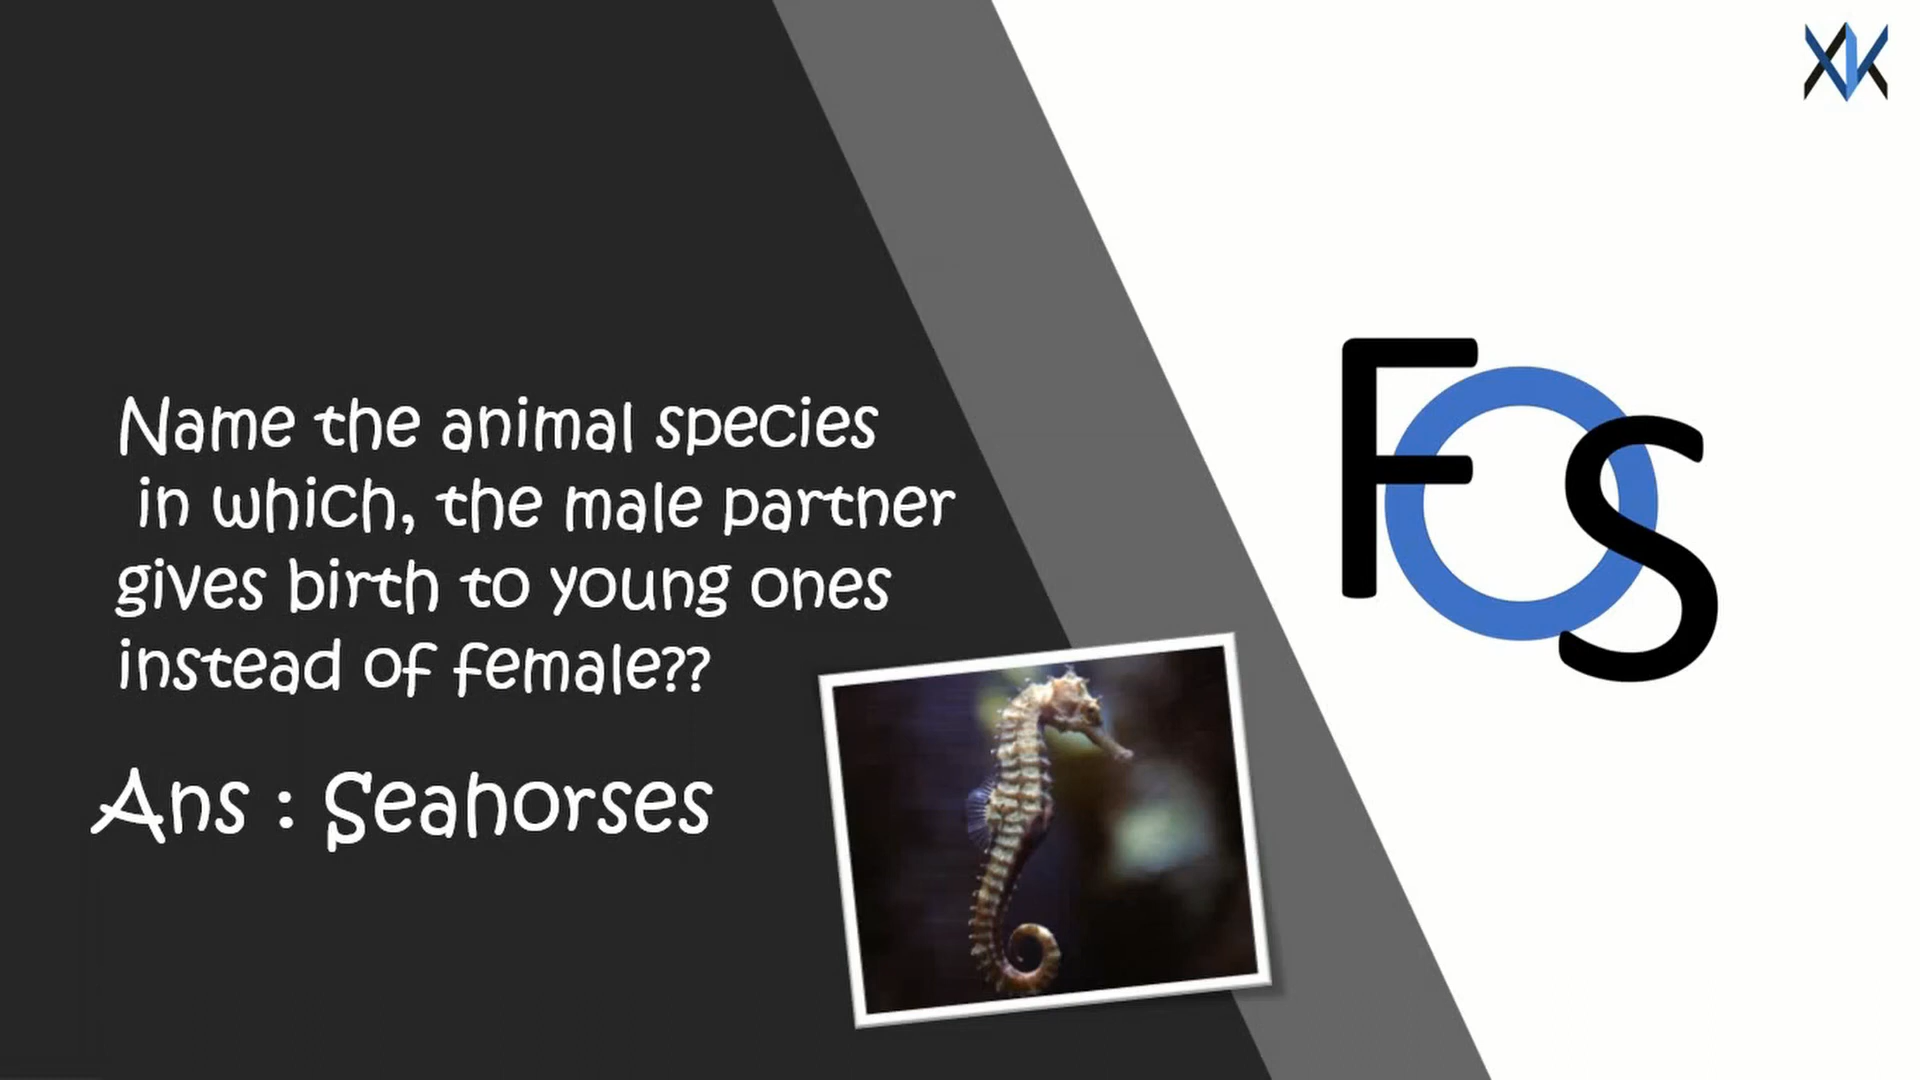 Name the animal species
in which, the male partner
gives birth to young ones
instead of female??
Ans : Seahorses
FOS